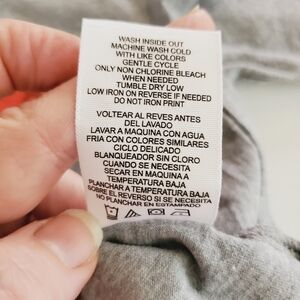 WASH INSIDE OUT
MACHINE WASH COLD
WITH LIKE COLORS
GENTLE CYCLE
ONLY NON CHLORINE BLEACH
WHEN NEEDED
TUMBLE DRY LOW
LOW IRON ON REVERSE IF NEEDED
DO NOT IRON PRINT
VOLTEAR AL REVES ANTES
DEL LAVADO
LAVAR A MAQUINA CON AGUA
FRIA CON COLORES SIMILARES
CICLO DELICADO
BLANQUEADOR SIN CLORO
CUANDO SE NECESITA
SECAR EN MAQUINA A
TEMPERATURA BAJA
PLANCHAR A TEMPERATURA BAJA
SOBRE EL REVERSO SI SE NECESITA
NO PLANCHAR EN ESTAMPADO